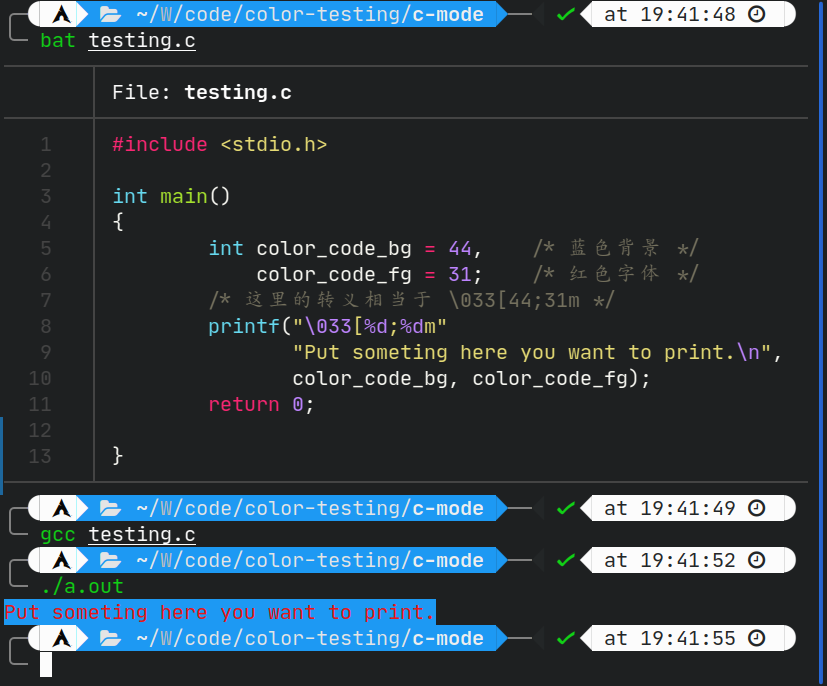 ~/W/code/color-testing/c-mode at 19:41:48
bat testing.c
File: testing.c
1 #include <stdio.h>
2
3 int main()
4 {
5 int color_code_bg = 44, /* 蓝色背景 */
6 color_code_fg = 31; /* 红色字体 */
7 /* 这里的转义相当于 \033[44;31m */
8 printf("\033[%d;%dm"
9 "Put someting here you want to print.\n",
10 color_code_bg, color_code_fg);
11 return 0;
12
13 }
~/W/code/color-testing/c-mode at 19:41:49
gcc testing.c
~/W/code/color-testing/c-mode at 19:41:52
./a.out
Put someting here you want to print.
~/W/code/color-testing/c-mode at 19:41:55